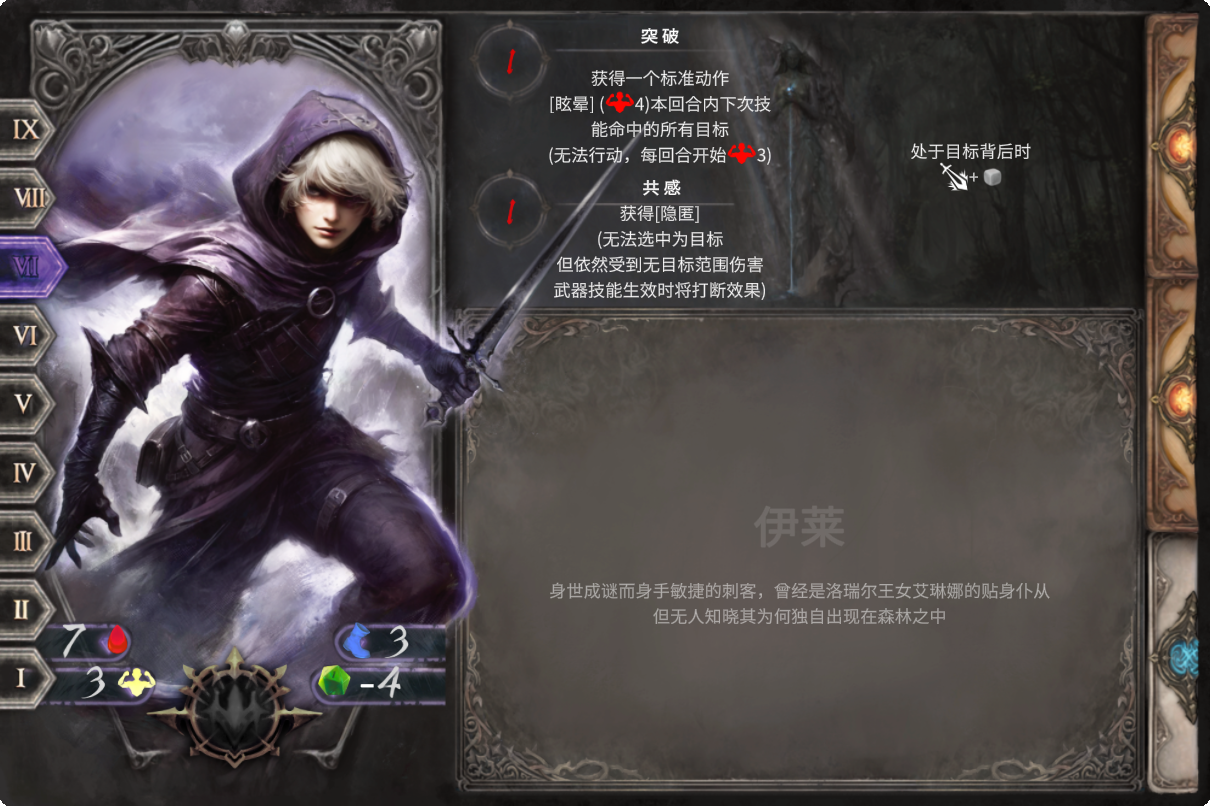 IX
VIII
VII
VI
V
IV
III
II
I
7
3
3
-4
1
突破
获得一个标准动作
[眩晕] (4)本回合内下次技
能命中的所有目标
(无法行动，每回合开始3)
1
共感
获得[隐匿]
(无法选中为目标
但依然受到无目标范围伤害
武器技能生效时将打断效果)
处于目标背后时
+
伊莱
身世成谜而身手敏捷的刺客，曾经是洛瑞尔王女艾琳娜的贴身仆从
但无人知晓其为何独自出现在森林之中